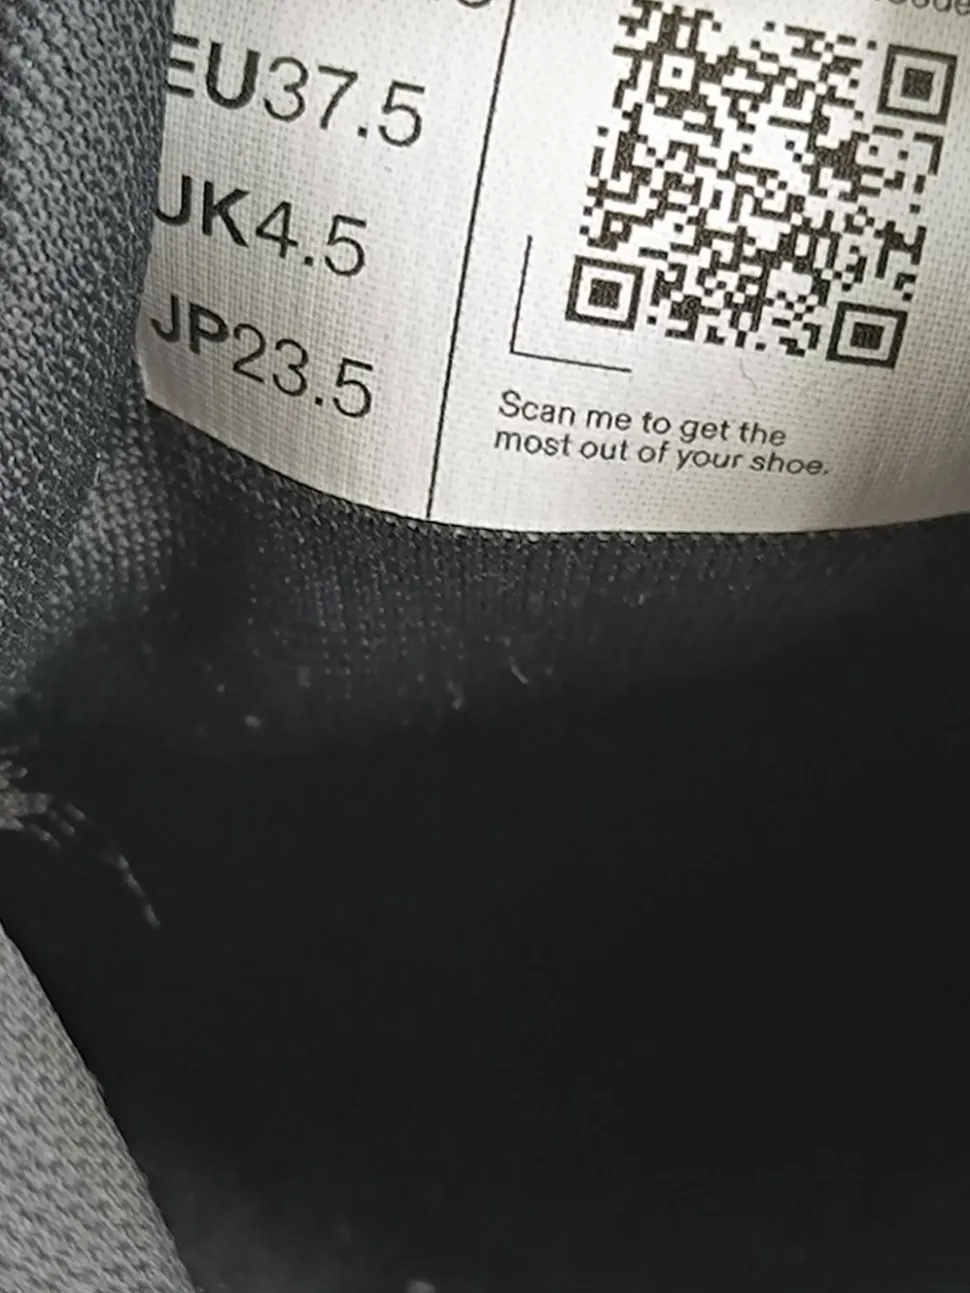 EU37.5
UK4.5
JP23.5
Scan me to get the
most out of your shoe.